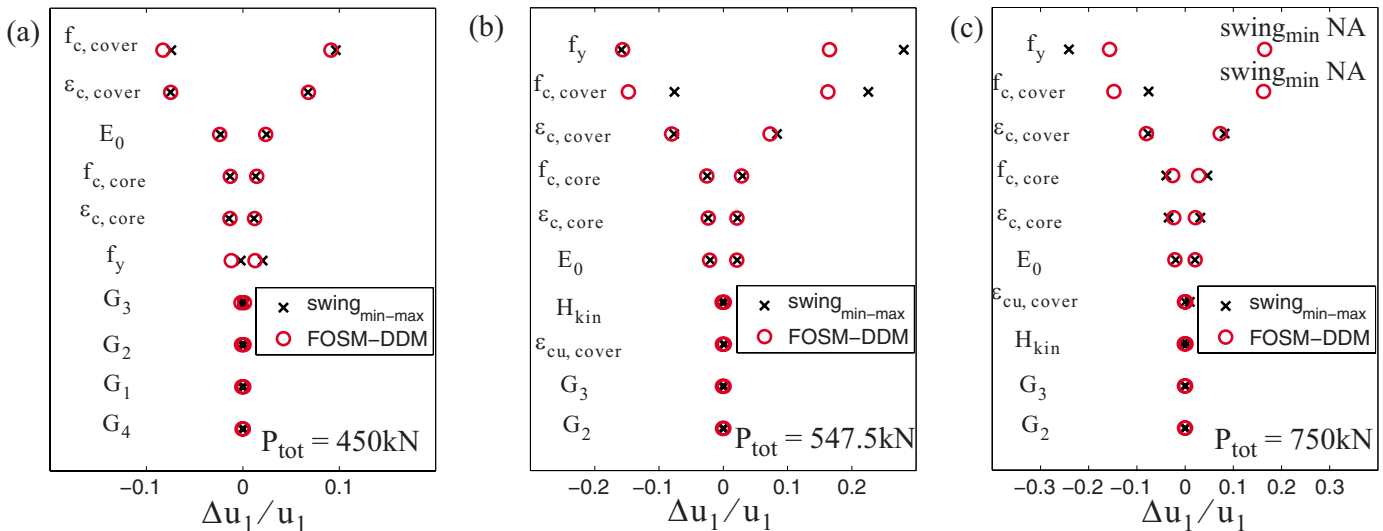 (a)
f_c, cover
ε_c, cover
E_0
f_c, core
ε_c, core
f_y
G_3
G_2
G_1
G_4
swing_min−max
FOSM−DDM
P_tot = 450kN
−0.1 0 0.1
Δu_1/u_1
(b)
f_y
f_c, cover
ε_c, cover
f_c, core
ε_c, core
E_0
H_kin
ε_cu, cover
G_3
G_2
swing_min−max
FOSM−DDM
P_tot = 547.5kN
−0.2 −0.1 0 0.1 0.2
Δu_1/u_1
(c)
f_y
swing_min NA
swing_min NA
f_c, cover
ε_c, cover
f_c, core
ε_c, core
E_0
ε_cu, cover
H_kin
G_3
G_2
swing_min−max
FOSM−DDM
P_tot = 750kN
−0.3 −0.2 −0.1 0 0.1 0.2 0.3
Δu_1/u_1